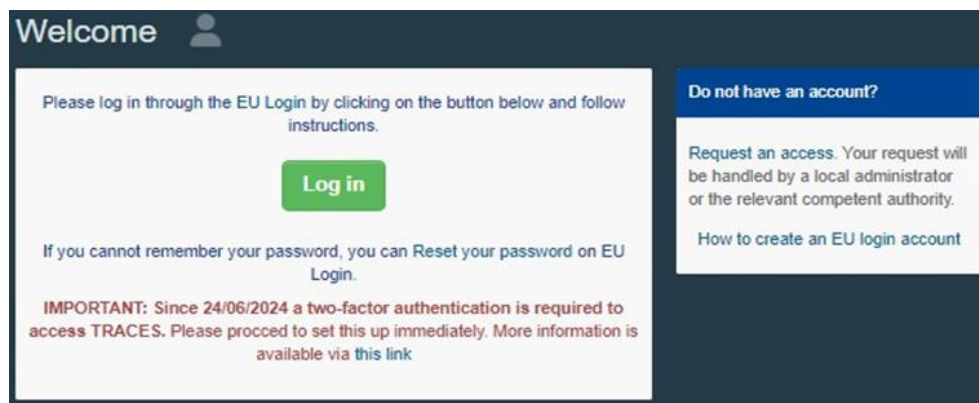 Welcome
Please log in through the EU Login by clicking on the button below and follow
instructions.
Log in
If you cannot remember your password, you can Reset your password on EU
Login.
IMPORTANT: Since 24/06/2024 a two-factor authentication is required to
access TRACES. Please procced to set this up immediately. More information is
available via this link
Do not have an account?
Request an access. Your request will
be handled by a local administrator
or the relevant competent authority.
How to create an EU login account